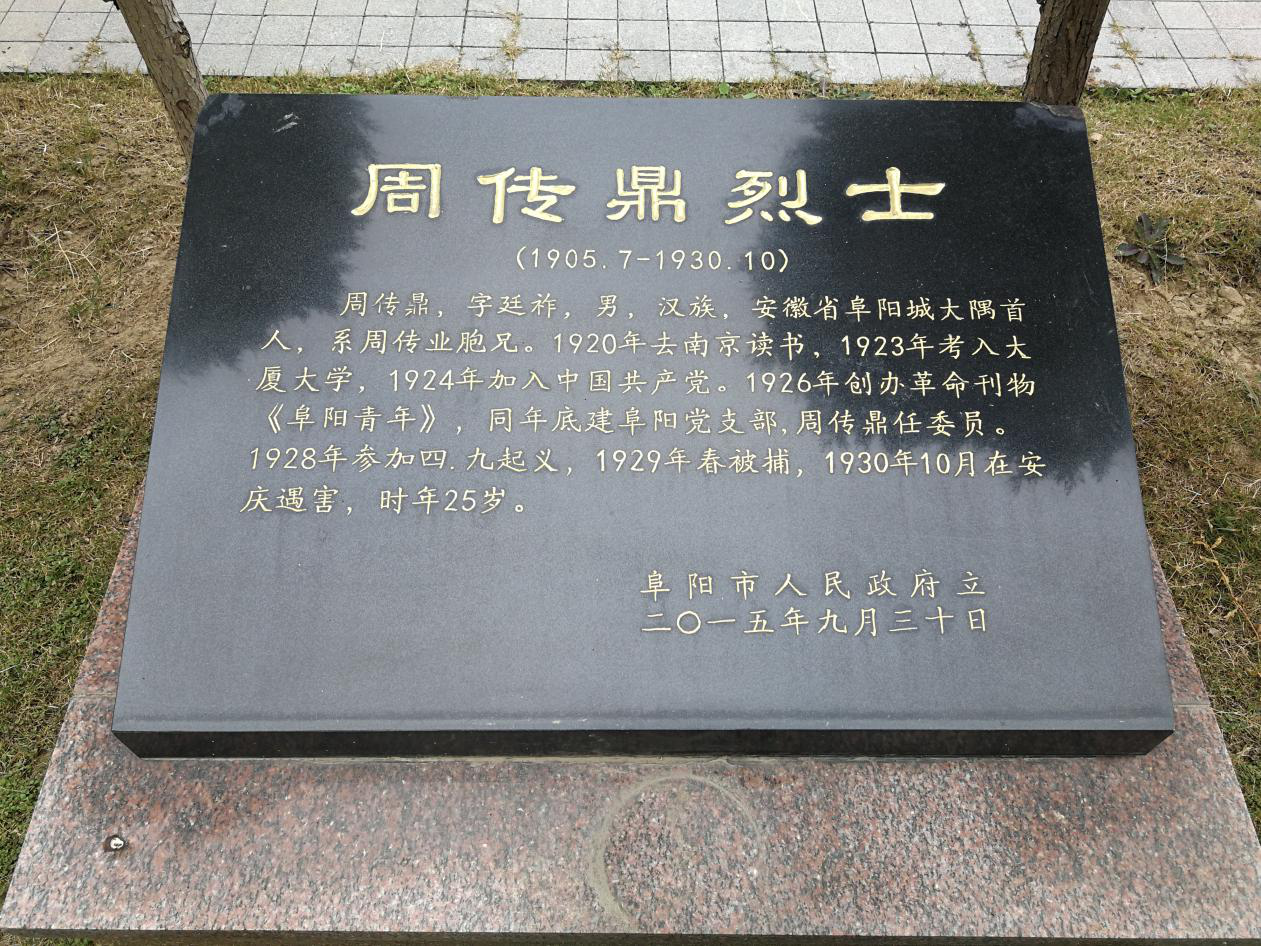 周传鼎烈士
(1905.7-1930.10)
周传鼎，字廷祚，男，汉族，安徽省阜阳城大隅首
人，系周传业胞兄。1920年去南京读书，1923年考入大
厦大学，1924年加入中国共产党。1926年创办革命刊物
《阜阳青年》，同年底建阜阳党支部,周传鼎任委员。
1928年参加四.九起义，1929年春被捕，1930年10月在安
庆遇害，时年25岁。
阜阳市人民政府立
二〇一五年九月三十日